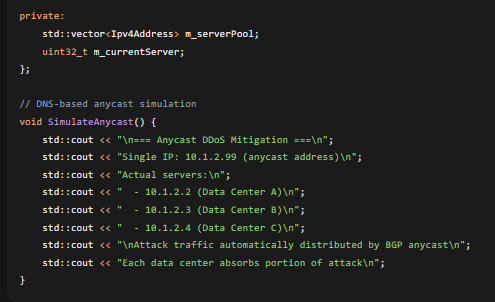 private:
    std::vector<Ipv4Address> m_serverPool;
    uint32_t m_currentServer;
};

// DNS-based anycast simulation
void SimulateAnycast() {
    std::cout << "\n=== Anycast DDoS Mitigation ===\n";
    std::cout << "Single IP: 10.1.2.99 (anycast address)\n";
    std::cout << "Actual servers:\n";
    std::cout << "  - 10.1.2.2 (Data Center A)\n";
    std::cout << "  - 10.1.2.3 (Data Center B)\n";
    std::cout << "  - 10.1.2.4 (Data Center C)\n";
    std::cout << "\nAttack traffic automatically distributed by BGP anycast\n";
    std::cout << "Each data center absorbs portion of attack\n";
}